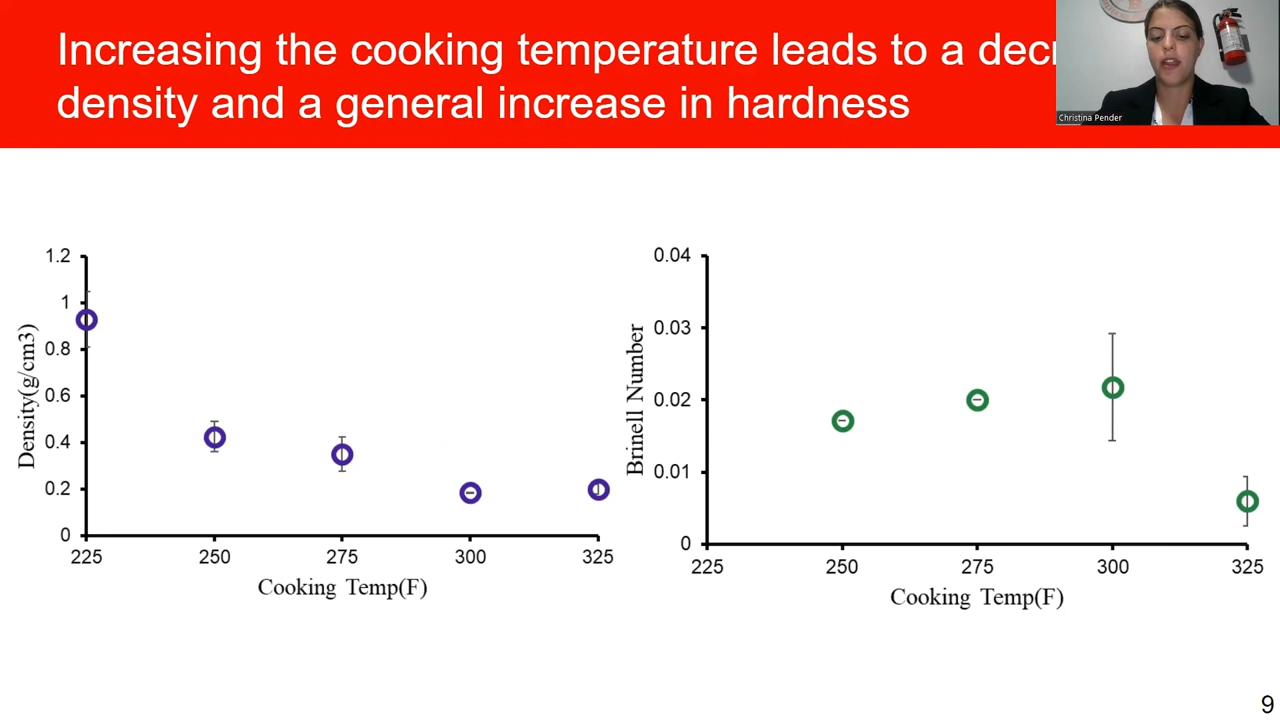 Increasing the cooking temperature leads to a
density and a general increase in hardness
Christina Pender
1.2
1
0.8
0.6
0.4
0.2
0
Density(g/cm3)
225 250 275 300 325
Cooking Temp(F)
0.04
0.03
0.02
0.01
0
Brinell Number
225 250 275 300 325
Cooking Temp(F)
9